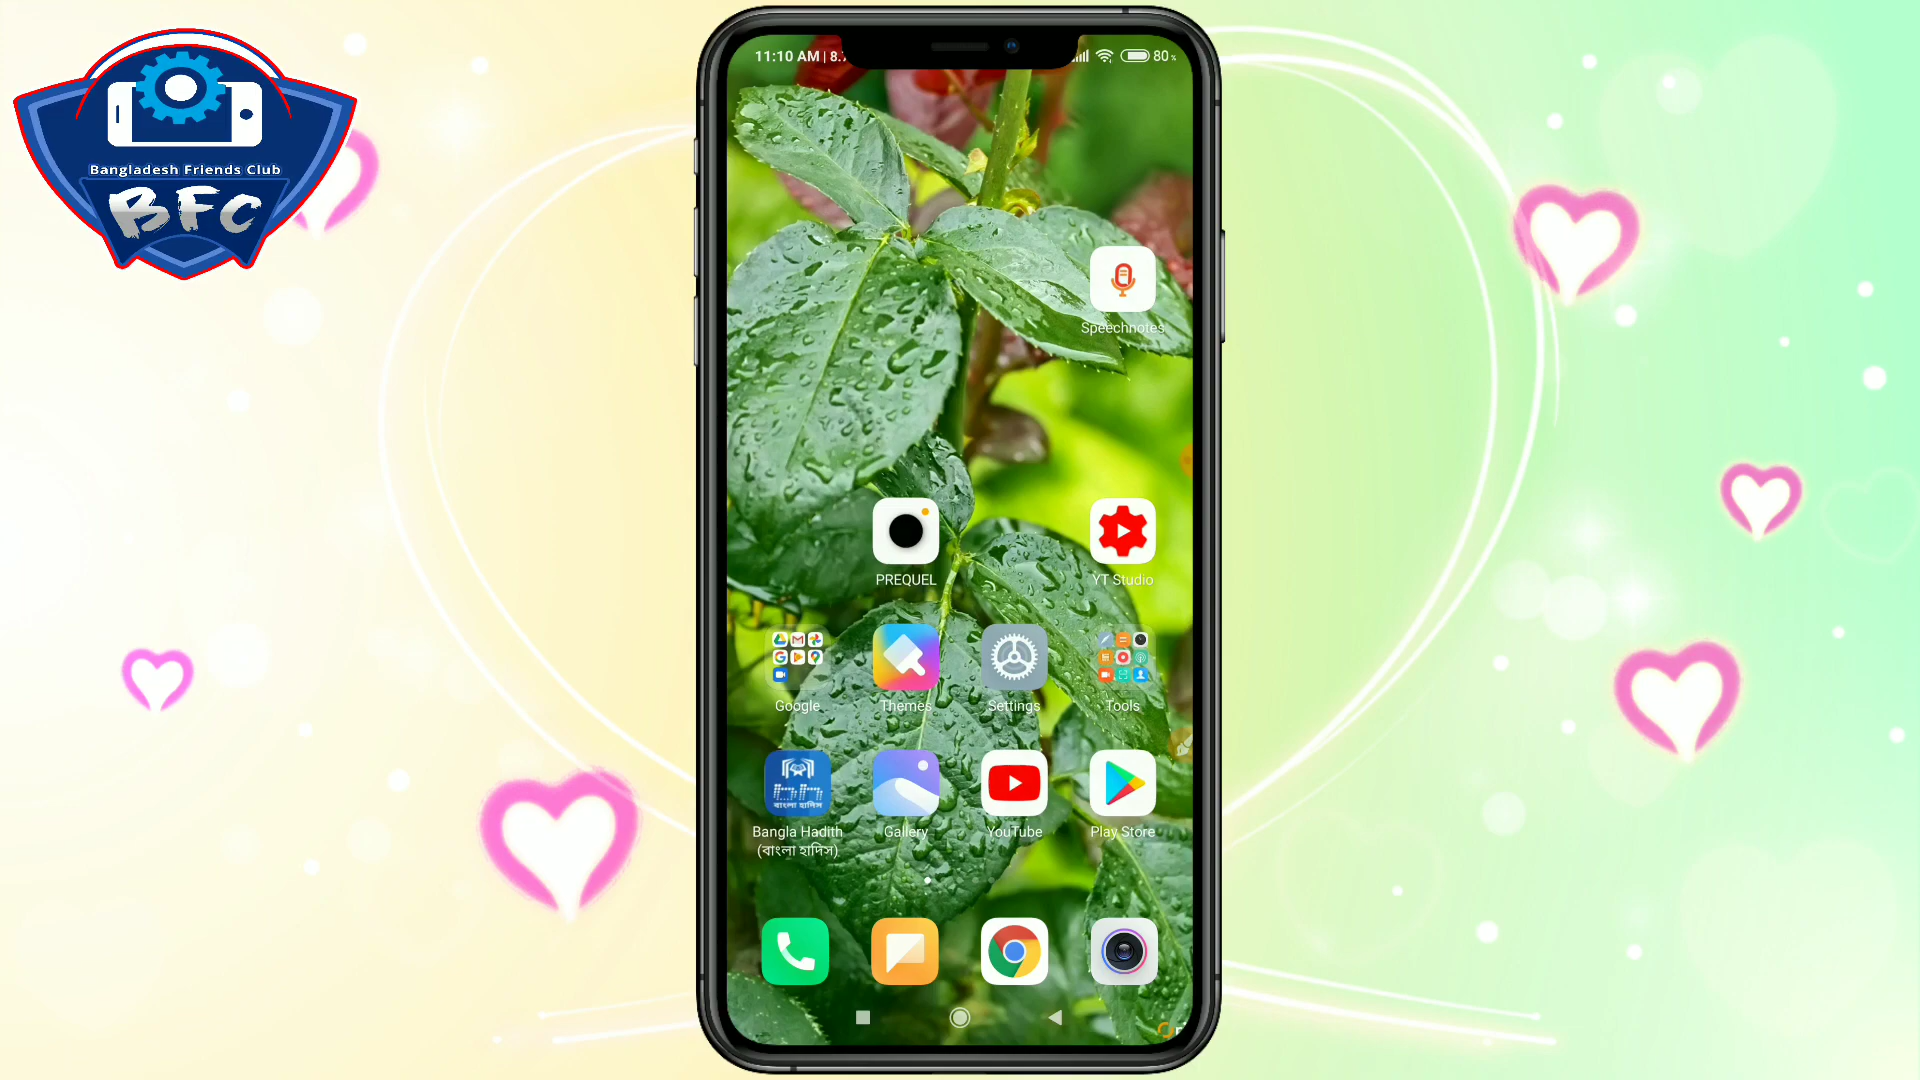 Bangladesh Friends Club
BFC
11:10 AM | 8.
80%
Speechnotes
PREQUEL
YT Studio
Google
Themes
Settings
Tools
bh
বাংলা হাদিস
Bangla Hadith
(বাংলা হাদিস)
Gallery
YouTube
Play Store